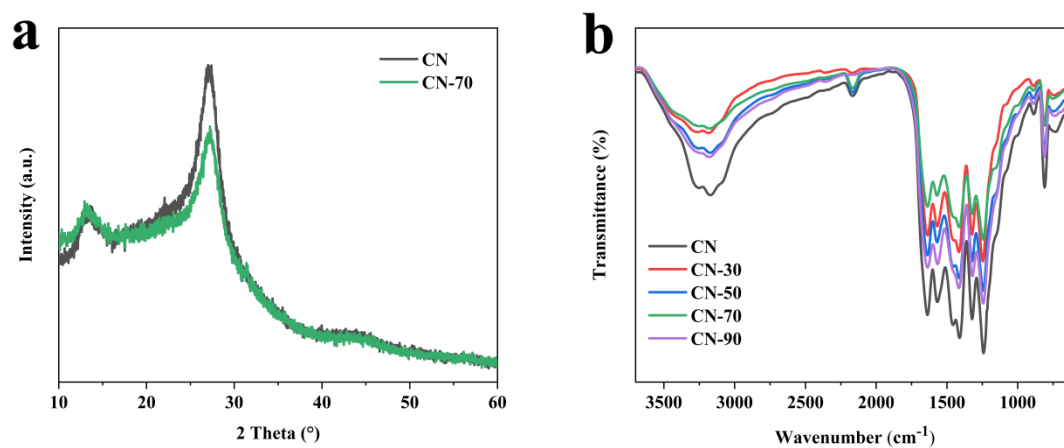 a
CN
CN-70
Intensity (a.u.)
10 20 30 40 50 60
2 Theta (°)
b
Transmittance (%)
CN
CN-30
CN-50
CN-70
CN-90
3500 3000 2500 2000 1500 1000
Wavenumber (cm⁻¹)